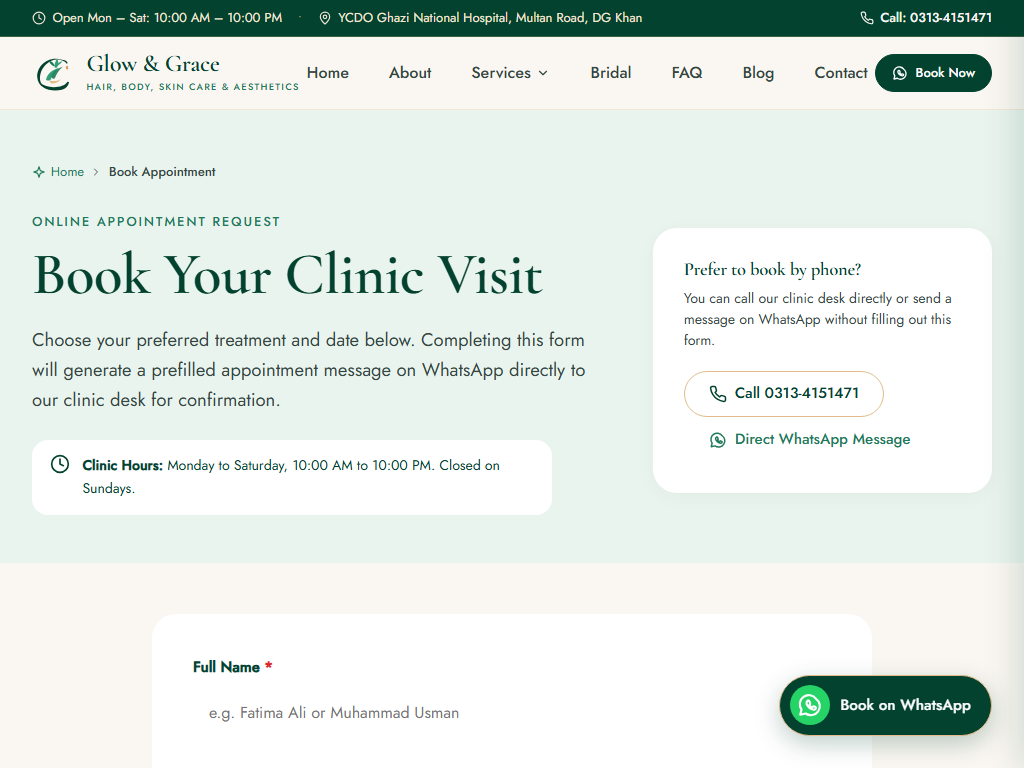 Open Mon – Sat: 10:00 AM – 10:00 PM · YCDO Ghazi National Hospital, Multan Road, DG Khan Call: 0313-4151471
Glow & Grace
HAIR, BODY, SKIN CARE & AESTHETICS
Home About Services Bridal FAQ Blog Contact Book Now
Home > Book Appointment
ONLINE APPOINTMENT REQUEST
Book Your Clinic Visit
Choose your preferred treatment and date below. Completing this form
will generate a prefilled appointment message on WhatsApp directly to
our clinic desk for confirmation.
Clinic Hours: Monday to Saturday, 10:00 AM to 10:00 PM. Closed on
Sundays.
Prefer to book by phone?
You can call our clinic desk directly or send a
message on WhatsApp without filling out this
form.
Call 0313-4151471
Direct WhatsApp Message
Full Name *
e.g. Fatima Ali or Muhammad Usman
Book on WhatsApp